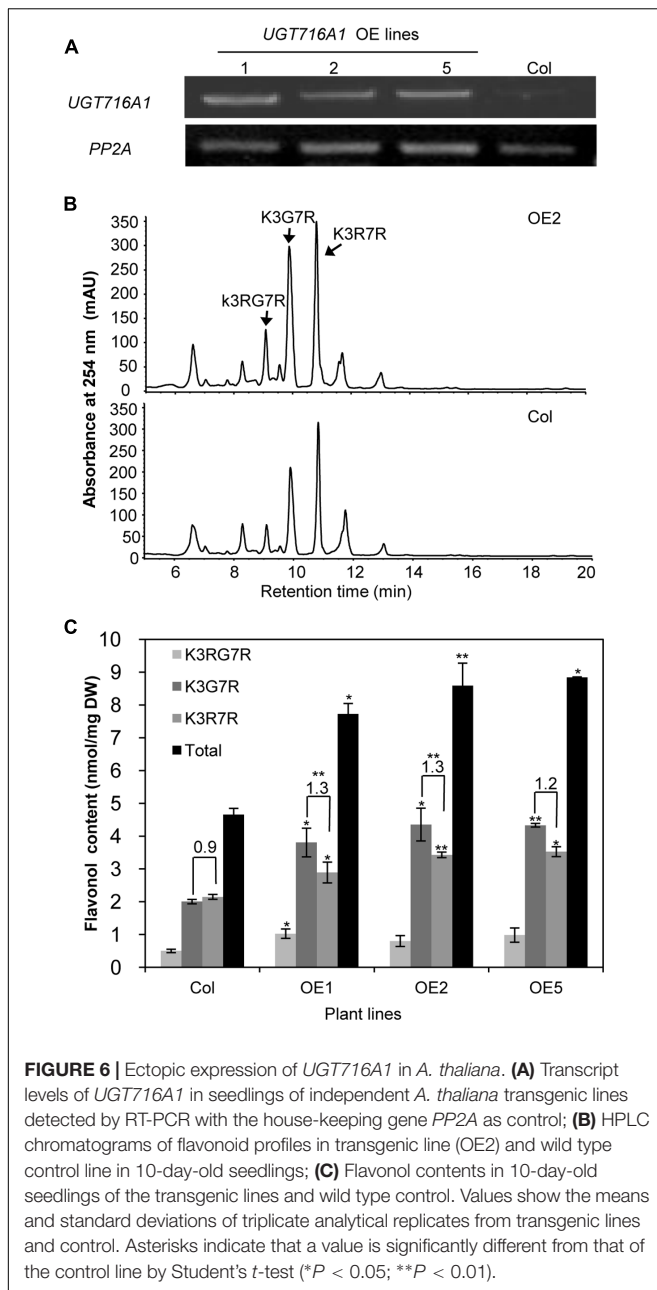 A
UGT716A1 OE lines
1 2 5 Col
UGT716A1
PP2A
B
350
300
250
200
150
100
50
0
K3G7R
K3R7R
k3RG7R
OE2
350
300
250
200
150
100
50
0
Col
Absorbance at 254 nm (mAU)
6 8 10 12 14 16 18 20
Retention time (min)
C
10
9
8
7
6
5
4
3
2
1
0
Flavonol content (nmol/mg DW)
K3RG7R
K3G7R
K3R7R
Total
0.9
*
*
**
1.3
*
*
*
**
1.3
**
**
**
1.2
*
*
Col OE1 OE2 OE5
Plant lines
FIGURE 6 | Ectopic expression of UGT716A1 in A. thaliana. (A) Transcript
levels of UGT716A1 in seedlings of independent A. thaliana transgenic lines
detected by RT-PCR with the house-keeping gene PP2A as control; (B) HPLC
chromatograms of flavonoid profiles in transgenic line (OE2) and wild type
control line in 10-day-old seedlings; (C) Flavonol contents in 10-day-old
seedlings of the transgenic lines and wild type control. Values show the means
and standard deviations of triplicate analytical replicates from transgenic lines
and control. Asterisks indicate that a value is significantly different from that of
the control line by Student's t-test (*P < 0.05; **P < 0.01).